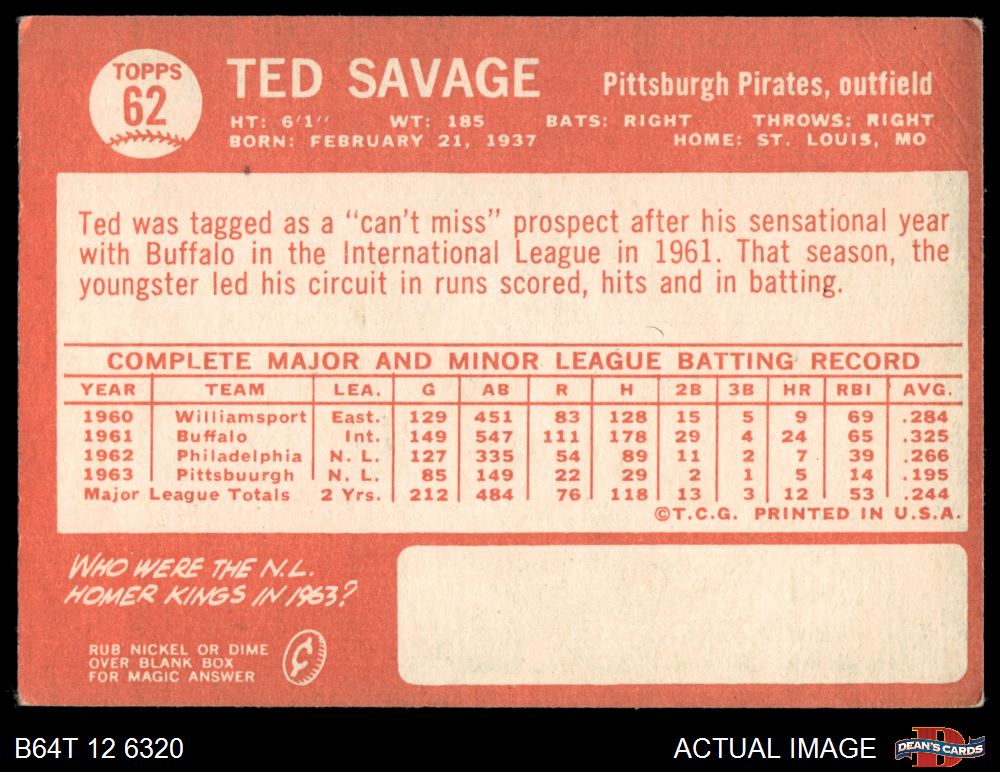 TOPPS
62
TED SAVAGE
Pittsburgh Pirates, outfield
HT: 6'1" WT: 185 BATS: RIGHT THROWS: RIGHT
BORN: FEBRUARY 21, 1937 HOME: ST. LOUIS, MO
Ted was tagged as a "can't miss" prospect after his sensational year
with Buffalo in the International League in 1961. That season, the
youngster led his circuit in runs scored, hits and in batting.
COMPLETE MAJOR AND MINOR LEAGUE BATTING RECORD
YEAR TEAM LEA. G AB R H 2B 3B HR RBI AVG.
1960 Williamsport East. 129 451 83 128 15 5 9 69 .284
1961 Buffalo Int. 149 547 111 178 29 4 24 65 .325
1962 Philadelphia N. L. 127 335 54 89 11 2 7 39 .266
1963 Pittsbuurgh N. L. 85 149 22 29 2 1 5 14 .195
Major League Totals 2 Yrs. 212 484 76 118 13 3 12 53 .244
©T.C.G. PRINTED IN U.S.A.
WHO WERE THE N.L.
HOMER KINGS IN 1963?
RUB NICKEL OR DIME
OVER BLANK BOX
FOR MAGIC ANSWER
¢
B64T 12 6320
ACTUAL IMAGE
D
DEAN'S CARDS